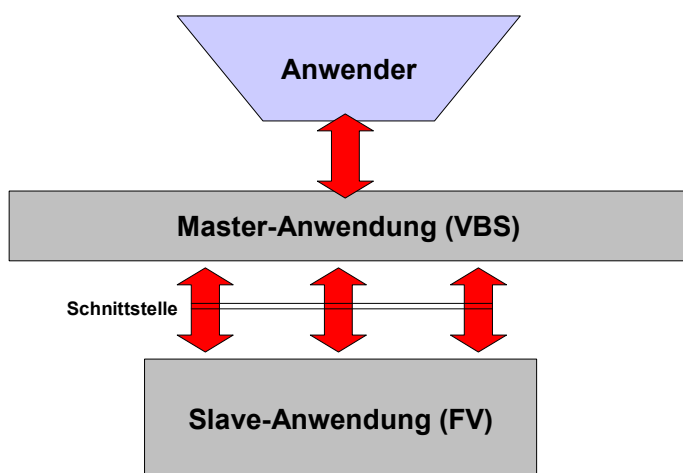 Anwender
Master-Anwendung (VBS)
Schnittstelle
Slave-Anwendung (FV)